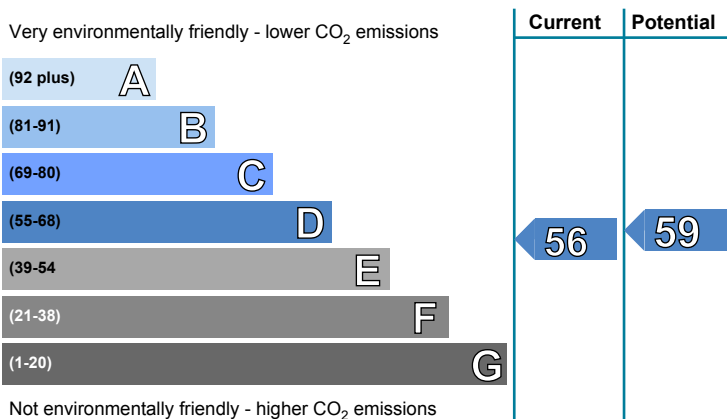 Current Potential
Very environmentally friendly - lower CO2 emissions
(92 plus) A
(81-91) B
(69-80) C
(55-68) D
56 59
(39-54 E
(21-38) F
(1-20) G
Not environmentally friendly - higher CO2 emissions